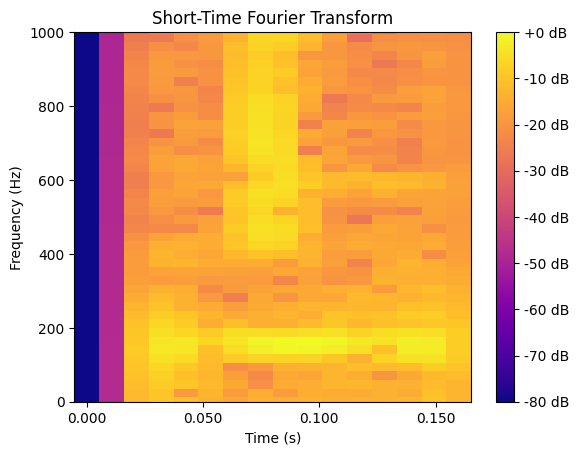 Short-Time Fourier Transform
1000
800
600
400
200
0
Frequency (Hz)
0.000
0.050
0.100
0.150
Time (s)
+0 dB
-10 dB
-20 dB
-30 dB
-40 dB
-50 dB
-60 dB
-70 dB
-80 dB